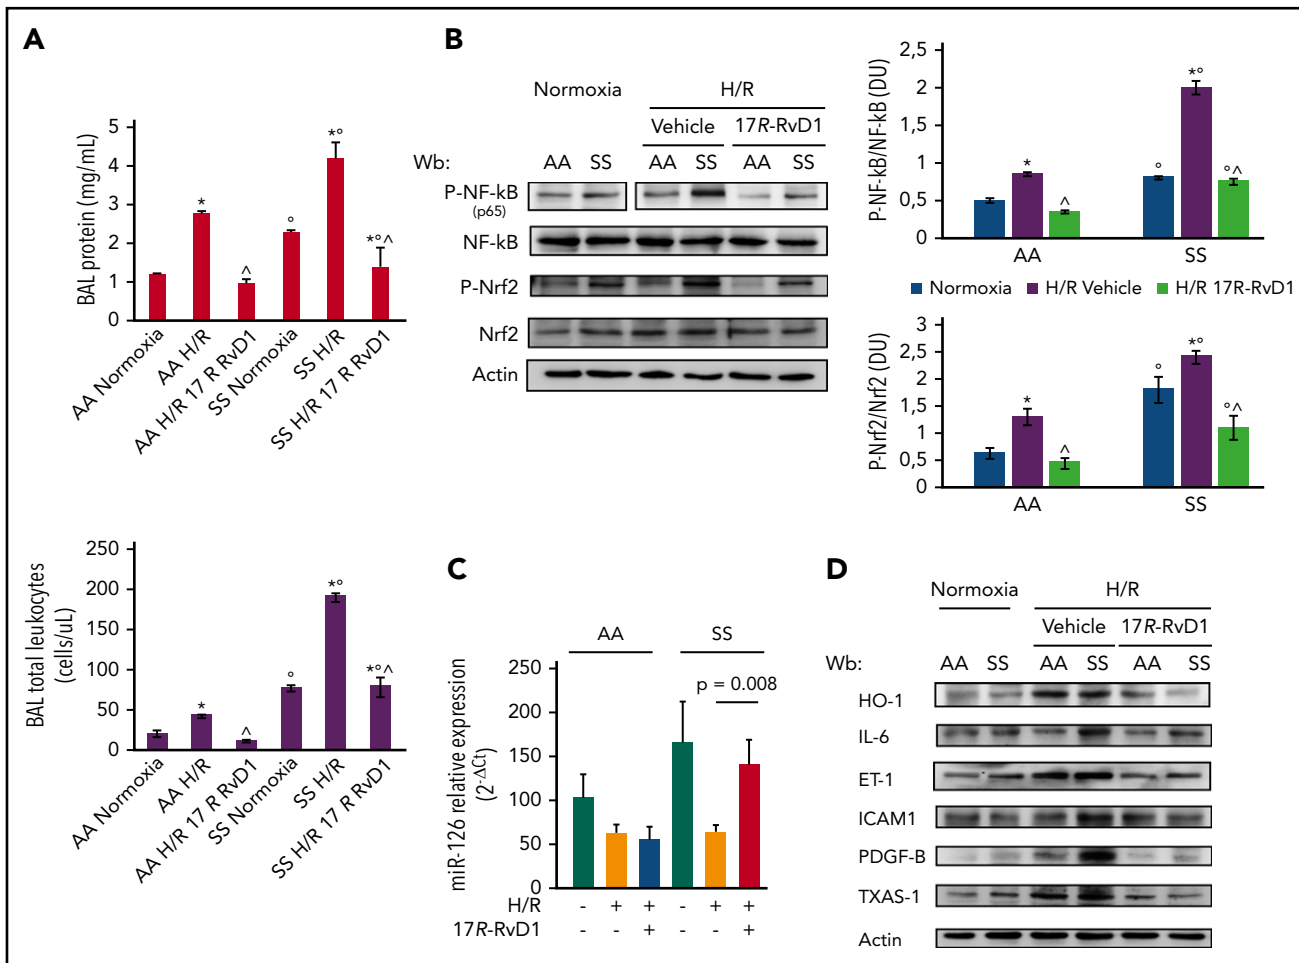 A
BAL protein (mg/mL)
5
4
3
2
1
0
*
^
°
*°
*°^
AA Normoxia
AA H/R
AA H/R 17 R RvD1
SS Normoxia
SS H/R
SS H/R 17 R RvD1
BAL total leukocytes
(cells/uL)
250
200
150
100
50
0
*
^
°
*°
*°^
AA Normoxia
AA H/R
AA H/R 17 R RvD1
SS Normoxia
SS H/R
SS H/R 17 R RvD1
B
Normoxia H/R
Vehicle 17R-RvD1
Wb: AA SS AA SS AA SS
P-NF-kB
(p65)
NF-kB
P-Nrf2
Nrf2
Actin
P-NF-kB/NF-kB (DU)
2,5
2
1,5
1
0,5
0
*
^
°
*°
°^
AA SS
Normoxia H/R Vehicle H/R 17R-RvD1
P-Nrf2/Nrf2 (DU)
3
2,5
2
1,5
1
0,5
0
*
^
°
*°
°^
AA SS
C
miR-126 relative expression
(2-ΔCt)
AA SS
p = 0.008
250
200
150
100
50
0
H/R - + + - + +
17R-RvD1 - - + - - +
D
Normoxia H/R
Vehicle 17R-RvD1
Wb: AA SS AA SS AA SS
HO-1
IL-6
ET-1
ICAM1
PDGF-B
TXAS-1
Actin